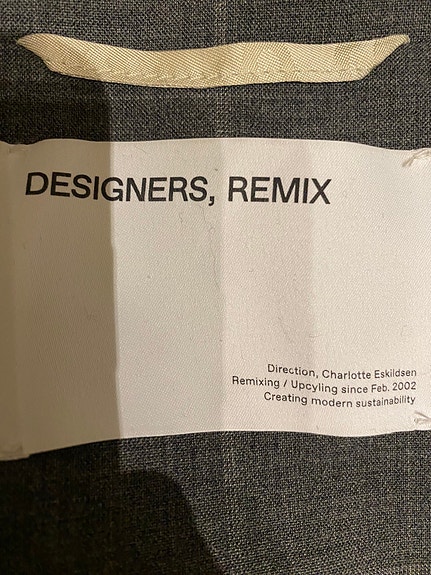 DESIGNERS, REMIX
Direction, Charlotte Eskildsen
Remixing / Upcyling since Feb. 2002
Creating modern sustainability